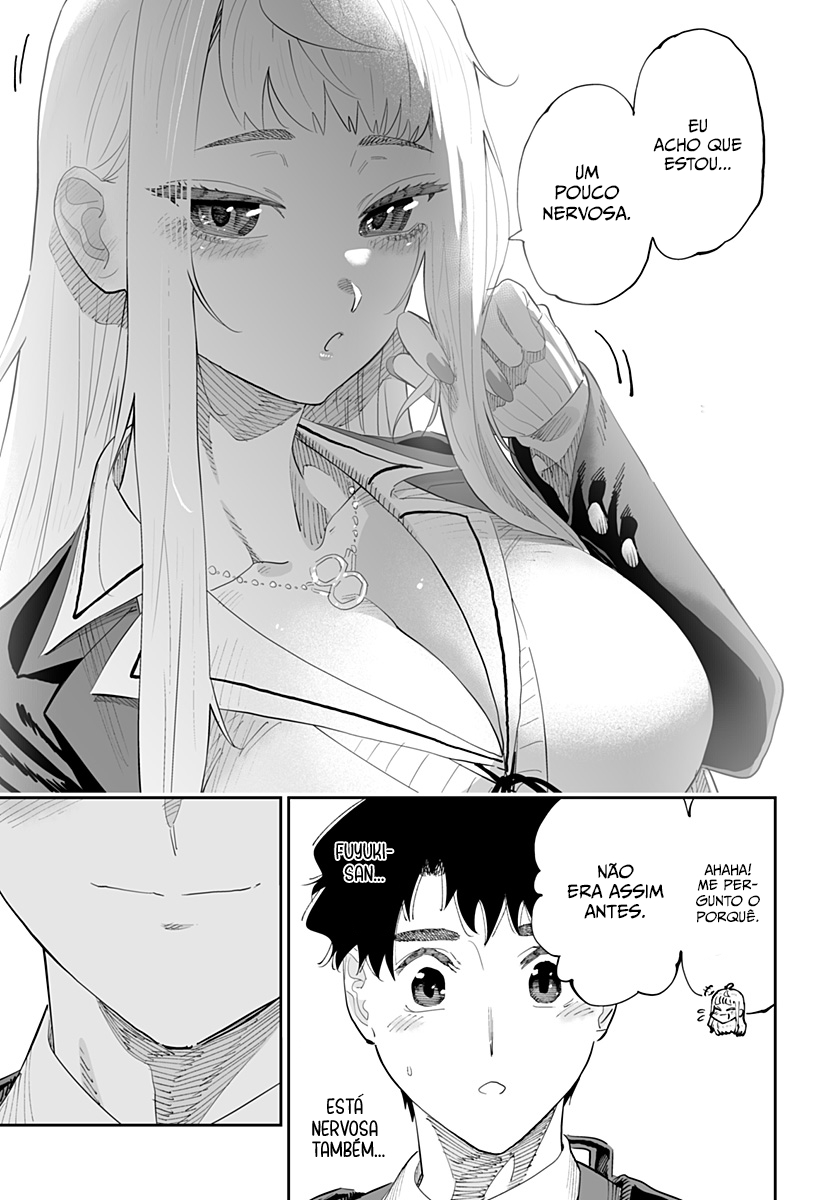 EU
ACHO QUE
ESTOU...
UM
POUCO
NERVOSA.
AHAHA!
ME PER-
GUNTO O
PORQUÊ.
NÃO
ERA ASSIM
ANTES.
FUYUKI-
SAN...
ESTÁ
NERVOSA
TAMBÉM...